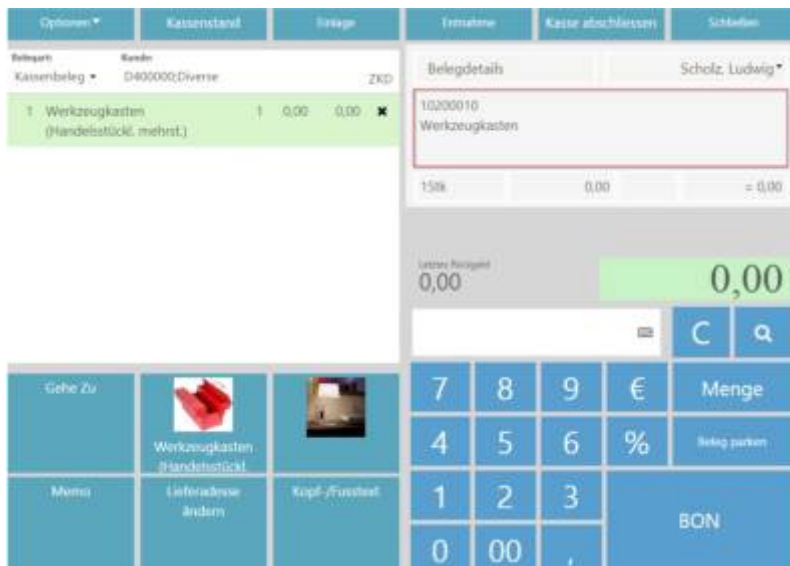 Optionen
Kassenstand
Einlage
Entnahme
Kasse abschliessen
Schließen
Belegart:
Kunde:
Kassenbeleg
D400000;Diverse
ZKD
Belegdetails
Scholz, Ludwig
1 Werkzeugkasten 1 0,00 0,00 ✖
(Handelsstückl. mehrst.)
10200010
Werkzeugkasten
1Stk
0,00
= 0,00
Letztes Rückgeld
0,00
0,00
C
Gehe Zu
Werkzeugkasten
(Handelsstückl.
7 8 9 € Menge
4 5 6 % Beleg parken
Memo
Lieferadresse
ändern
Kopf-/Fusstext
1 2 3
BON
0 00 ,